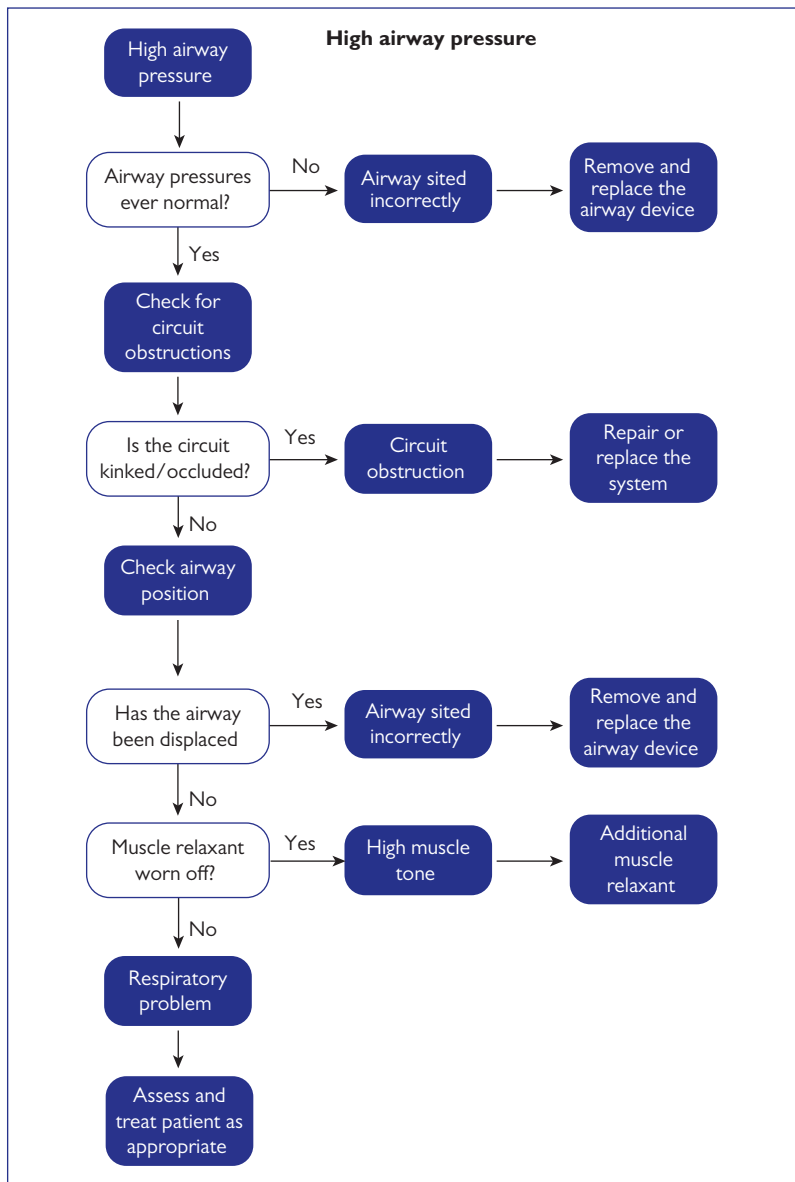 High airway pressure
High airway
pressure
Airway pressures
ever normal?
No
Airway sited
incorrectly
Remove and
replace the
airway device
Yes
Check for
circuit
obstructions
Is the circuit
kinked/occluded?
Yes
Circuit
obstruction
Repair or
replace the
system
No
Check airway
position
Has the airway
been displaced
Yes
Airway sited
incorrectly
Remove and
replace the
airway device
No
Muscle relaxant
worn off?
Yes
High muscle
tone
Additional
muscle
relaxant
No
Respiratory
problem
Assess and
treat patient as
appropriate